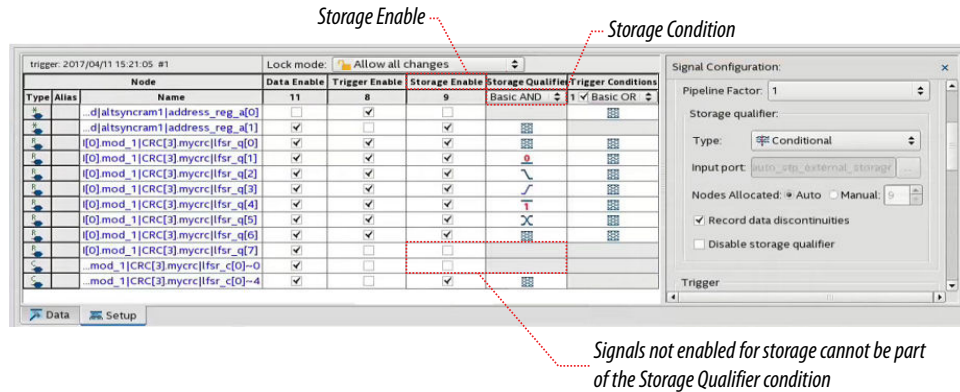 Storage Enable
Storage Condition
trigger: 2017/04/11 15:21:05 #1
Lock mode: Allow all changes
Node
Data Enable
Trigger Enable
Storage Enable
Storage Qualifier
Trigger Conditions
Type Alias Name 11 8 9 Basic AND 1 Basic OR
...d|altsyncram1|address_reg_a[0]
...d|altsyncram1|address_reg_a[1]
l[0].mod_1|CRC[3].mycrc|lfsr_q[0]
l[0].mod_1|CRC[3].mycrc|lfsr_q[1]
l[0].mod_1|CRC[3].mycrc|lfsr_q[2]
l[0].mod_1|CRC[3].mycrc|lfsr_q[3]
l[0].mod_1|CRC[3].mycrc|lfsr_q[4]
l[0].mod_1|CRC[3].mycrc|lfsr_q[5]
l[0].mod_1|CRC[3].mycrc|lfsr_q[6]
l[0].mod_1|CRC[3].mycrc|lfsr_q[7]
...mod_1|CRC[3].mycrc|lfsr_c[0]~0
...mod_1|CRC[3].mycrc|lfsr_c[0]~4
Data
Setup
Signal Configuration:
Pipeline Factor: 1
Storage qualifier:
Type: Conditional
Input port: auto_stp_external_storage ...
Nodes Allocated: Auto Manual: 9
Record data discontinuities
Disable storage qualifier
Trigger
Signals not enabled for storage cannot be part
of the Storage Qualifier condition